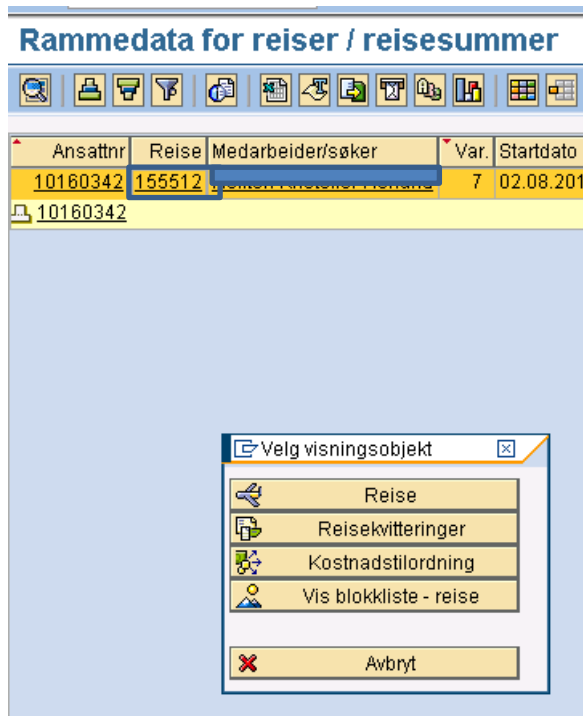 Rammedata for reiser / reisesummer
Ansattnr Reise Medarbeider/søker Var. Startdato
10160342 155512 7 02.08.201
10160342
Velg visningsobjekt
Reise
Reisekvitteringer
Kostnadstilordning
Vis blokkliste - reise
Avbryt